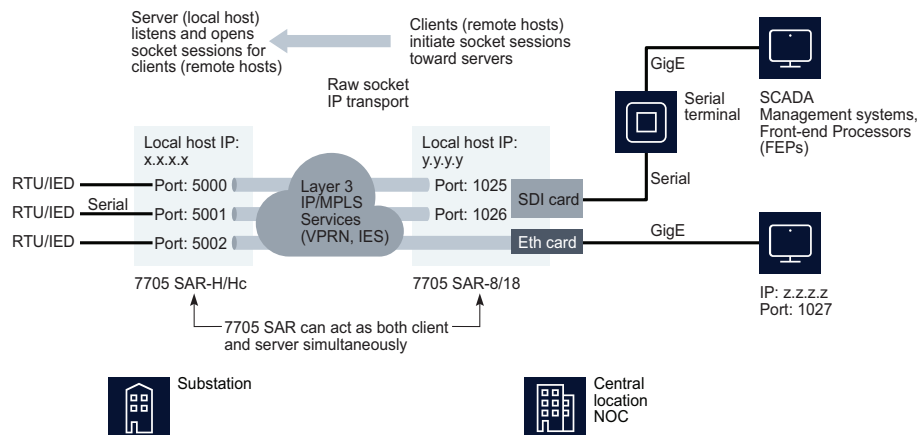 Server (local host)
listens and opens
socket sessions for
clients (remote hosts)
Clients (remote hosts)
initiate socket sessions
toward servers
Raw socket
IP transport
GigE
Serial
terminal
SCADA
Management systems,
Front-end Processors
(FEPs)
Local host IP:
x.x.x.x
Local host IP:
y.y.y.y
RTU/IED
Port: 5000
Layer 3
IP/MPLS
Services
(VPRN, IES)
Port: 1025
Serial
SDI card
RTU/IED
Serial
Port: 5001
Port: 1026
RTU/IED
Port: 5002
Eth card
GigE
7705 SAR-H/Hc
7705 SAR-8/18
IP: z.z.z.z
Port: 1027
7705 SAR can act as both client
and server simultaneously
Substation
Central
location
NOC